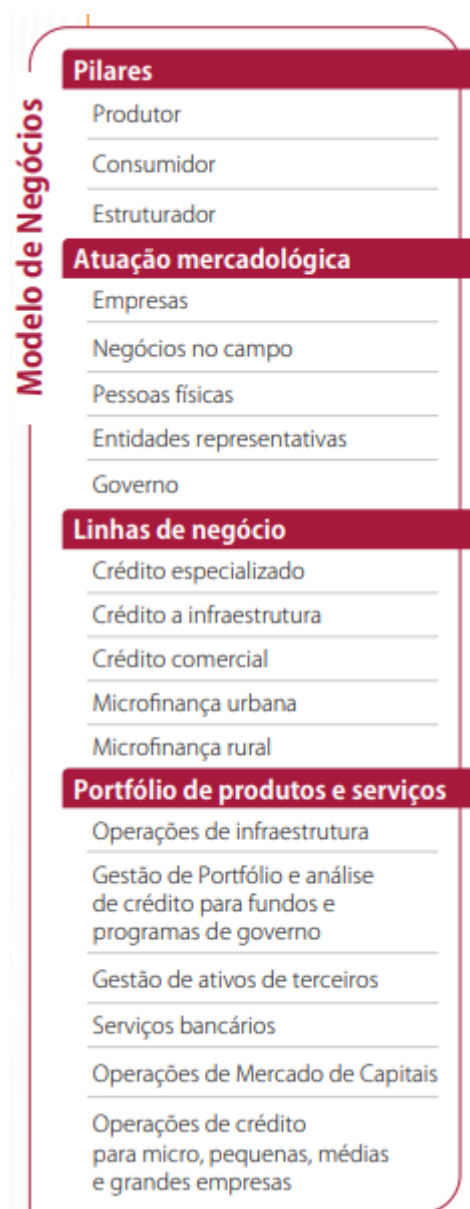 Modelo de Negócios
Pilares
Produtor
Consumidor
Estruturador
Atuação mercadológica
Empresas
Negócios no campo
Pessoas físicas
Entidades representativas
Governo
Linhas de negócio
Crédito especializado
Crédito a infraestrutura
Crédito comercial
Microfinança urbana
Microfinança rural
Portfólio de produtos e serviços
Operações de infraestrutura
Gestão de Portfólio e análise
de crédito para fundos e
programas de governo
Gestão de ativos de terceiros
Serviços bancários
Operações de Mercado de Capitais
Operações de crédito
para micro, pequenas, médias
e grandes empresas